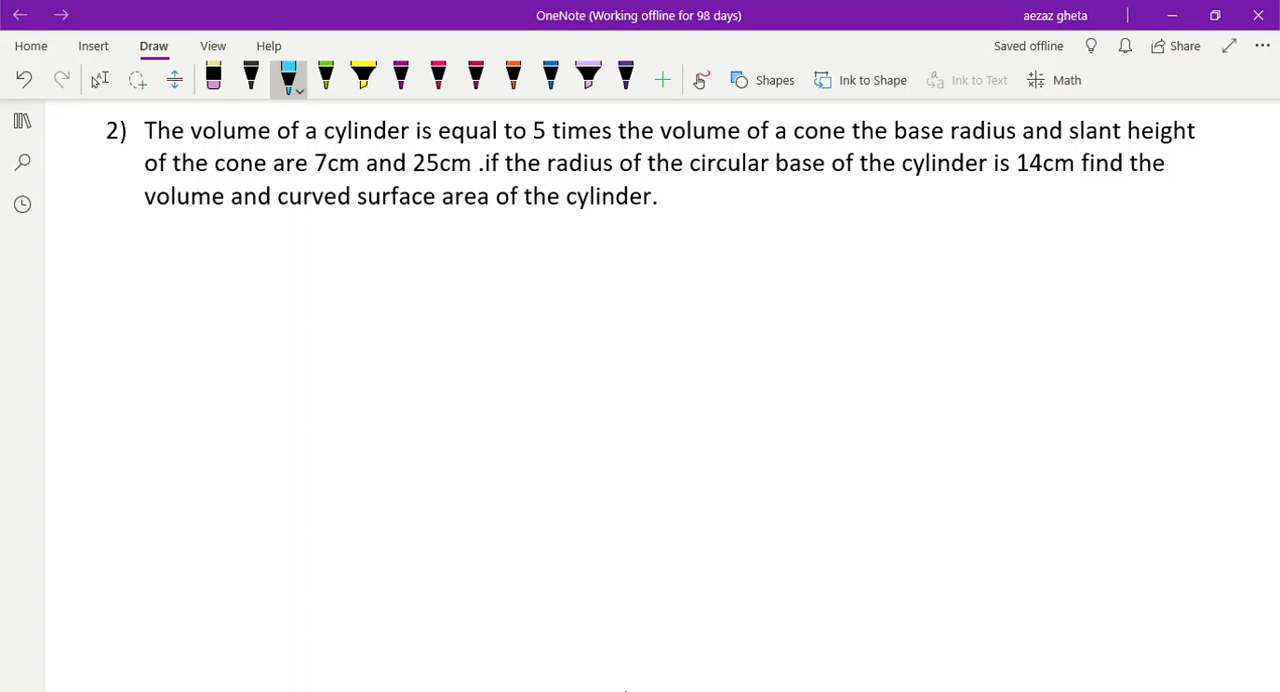 OneNote (Working offline for 98 days)
aezaz gheta
Home Insert Draw View Help
Saved offline Share
Shapes Ink to Shape Ink to Text Math
2) The volume of a cylinder is equal to 5 times the volume of a cone the base radius and slant height
of the cone are 7cm and 25cm .if the radius of the circular base of the cylinder is 14cm find the
volume and curved surface area of the cylinder.